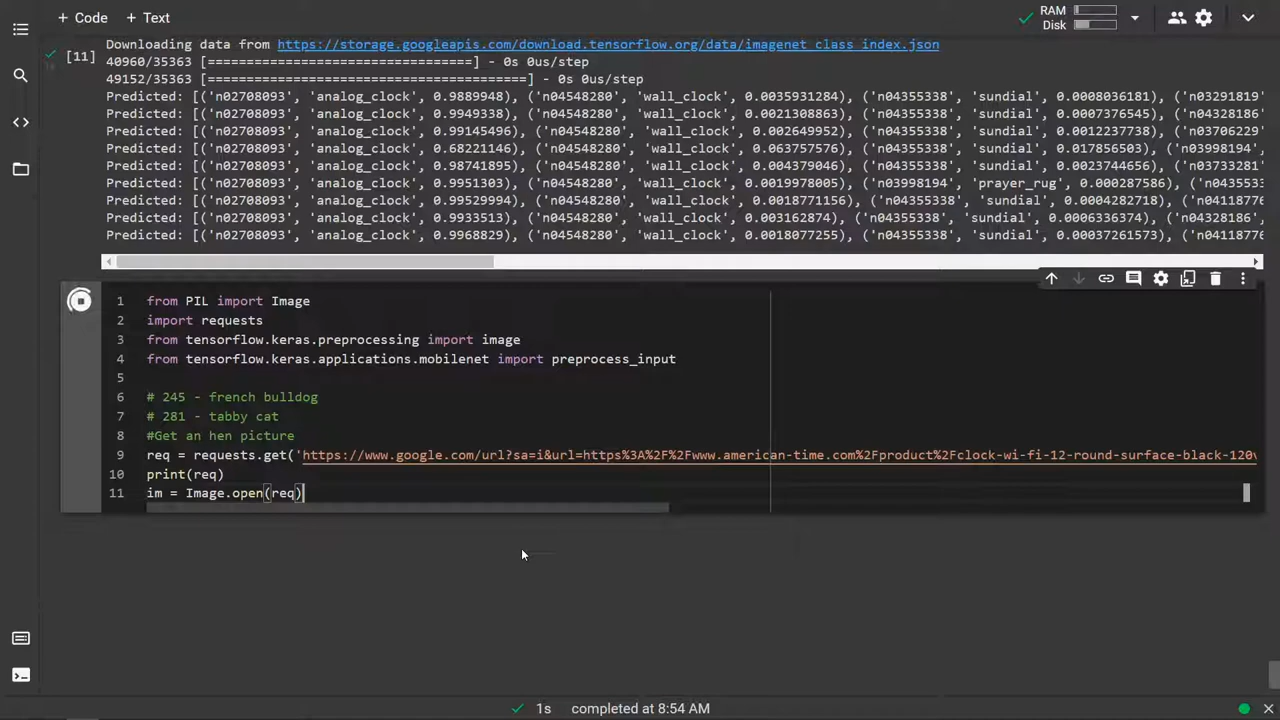 + Code + Text
RAM
Disk
[11]
Downloading data from https://storage.googleapis.com/download.tensorflow.org/data/imagenet_class_index.json
40960/35363 [=================================] - 0s 0us/step
49152/35363 [=========================================] - 0s 0us/step
Predicted: [('n02708093', 'analog_clock', 0.9889948), ('n04548280', 'wall_clock', 0.0035931284), ('n04355338', 'sundial', 0.0008036181), ('n03291819'
Predicted: [('n02708093', 'analog_clock', 0.9949338), ('n04548280', 'wall_clock', 0.0021308863), ('n04355338', 'sundial', 0.0007376545), ('n04328186
Predicted: [('n02708093', 'analog_clock', 0.99145496), ('n04548280', 'wall_clock', 0.002649952), ('n04355338', 'sundial', 0.0012237738), ('n03706229
Predicted: [('n02708093', 'analog_clock', 0.68221146), ('n04548280', 'wall_clock', 0.063757576), ('n04355338', 'sundial', 0.017856503), ('n03998194'
Predicted: [('n02708093', 'analog_clock', 0.98741895), ('n04548280', 'wall_clock', 0.004379046), ('n04355338', 'sundial', 0.0023744656), ('n03733281
Predicted: [('n02708093', 'analog_clock', 0.9951303), ('n04548280', 'wall_clock', 0.0019978005), ('n03998194', 'prayer_rug', 0.000287586), ('n043553
Predicted: [('n02708093', 'analog_clock', 0.99529994), ('n04548280', 'wall_clock', 0.0018771156), ('n04355338', 'sundial', 0.0004282718), ('n0411877
Predicted: [('n02708093', 'analog_clock', 0.9933513), ('n04548280', 'wall_clock', 0.003162874), ('n04355338', 'sundial', 0.0006336374), ('n04328186'
Predicted: [('n02708093', 'analog_clock', 0.9968829), ('n04548280', 'wall_clock', 0.0018077255), ('n04355338', 'sundial', 0.00037261573), ('n0411877
1 from PIL import Image
2 import requests
3 from tensorflow.keras.preprocessing import image
4 from tensorflow.keras.applications.mobilenet import preprocess_input
5
6 # 245 - french bulldog
7 # 281 - tabby cat
8 #Get an hen picture
9 req = requests.get('https://www.google.com/url?sa=i&url=https%3A%2F%2Fwww.american-time.com%2Fproduct%2Fclock-wi-fi-12-round-surface-black-120v
10 print(req)
11 im = Image.open(req)
1s completed at 8:54 AM